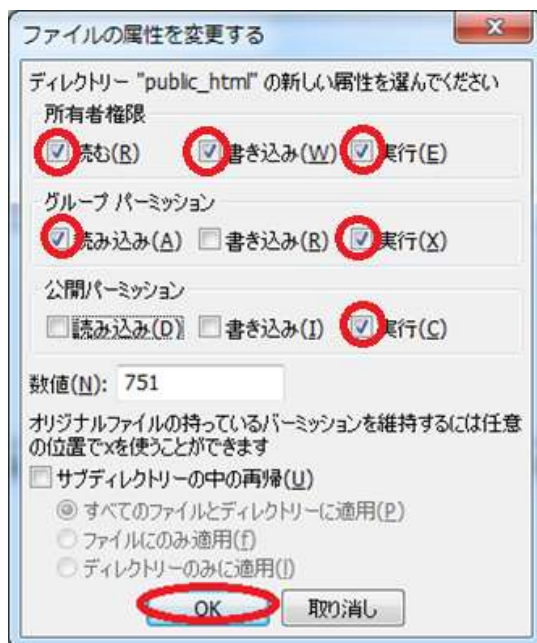 ファイルの属性を変更する
ディレクトリー "public_html" の新しい属性を選んでください
所有者権限
読む(R) 書き込み(W) 実行(E)
グループ パーミッション
読み込み(A) 書き込み(R) 実行(X)
公開パーミッション
読み込み(D) 書き込み(I) 実行(C)
数値(N): 751
オリジナルファイルの持っているパーミッションを維持するには任意
の位置でxを使うことができます
サブディレクトリーの中の再帰(U)
すべてのファイルとディレクトリーに適用(P)
ファイルにのみ適用(f)
ディレクトリーのみに適用(I)
OK 取り消し